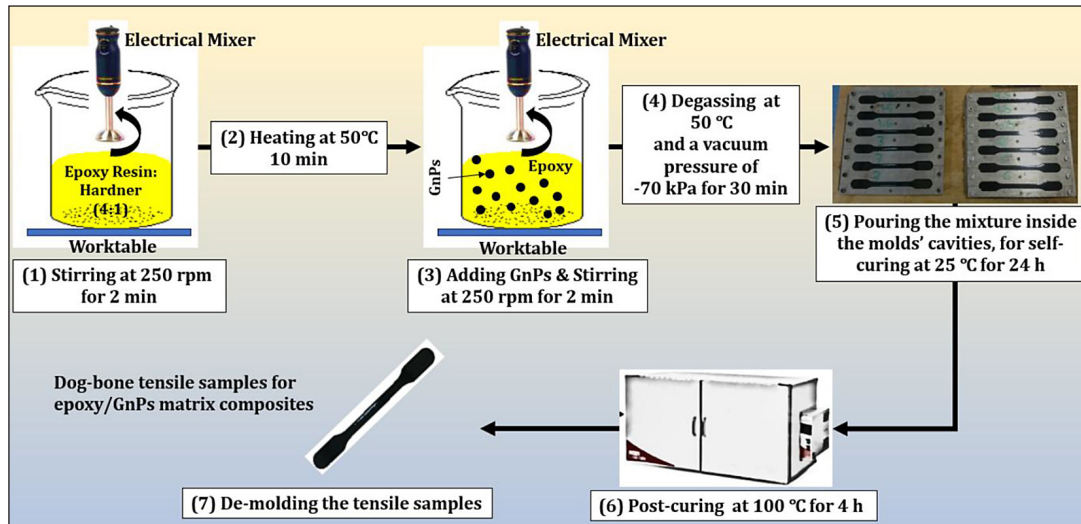 Electrical Mixer
Epoxy Resin:
Hardner
(4:1)
Worktable
(1) Stirring at 250 rpm
for 2 min
(2) Heating at 50°C
10 min
Electrical Mixer
GnPs
Epoxy
Worktable
(3) Adding GnPs & Stirring
at 250 rpm for 2 min
(4) Degassing at
50 °C
and a vacuum
pressure of
-70 kPa for 30 min
(5) Pouring the mixture inside
the molds' cavities, for self-
curing at 25 °C for 24 h
(6) Post-curing at 100 °C for 4 h
Dog-bone tensile samples for
epoxy/GnPs matrix composites
(7) De-molding the tensile samples